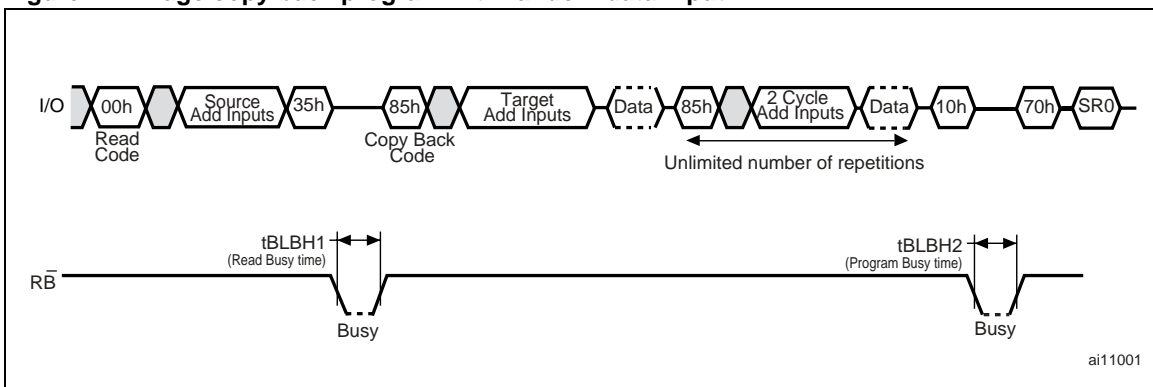 I/O 00h Source Add Inputs 35h 85h Target Add Inputs Data 85h 2 Cycle Add Inputs Data 10h 70h SR0
Read Code
Copy Back Code
Unlimited number of repetitions
tBLBH1
(Read Busy time)
tBLBH2
(Program Busy time)
RB̅
Busy
Busy
ai11001